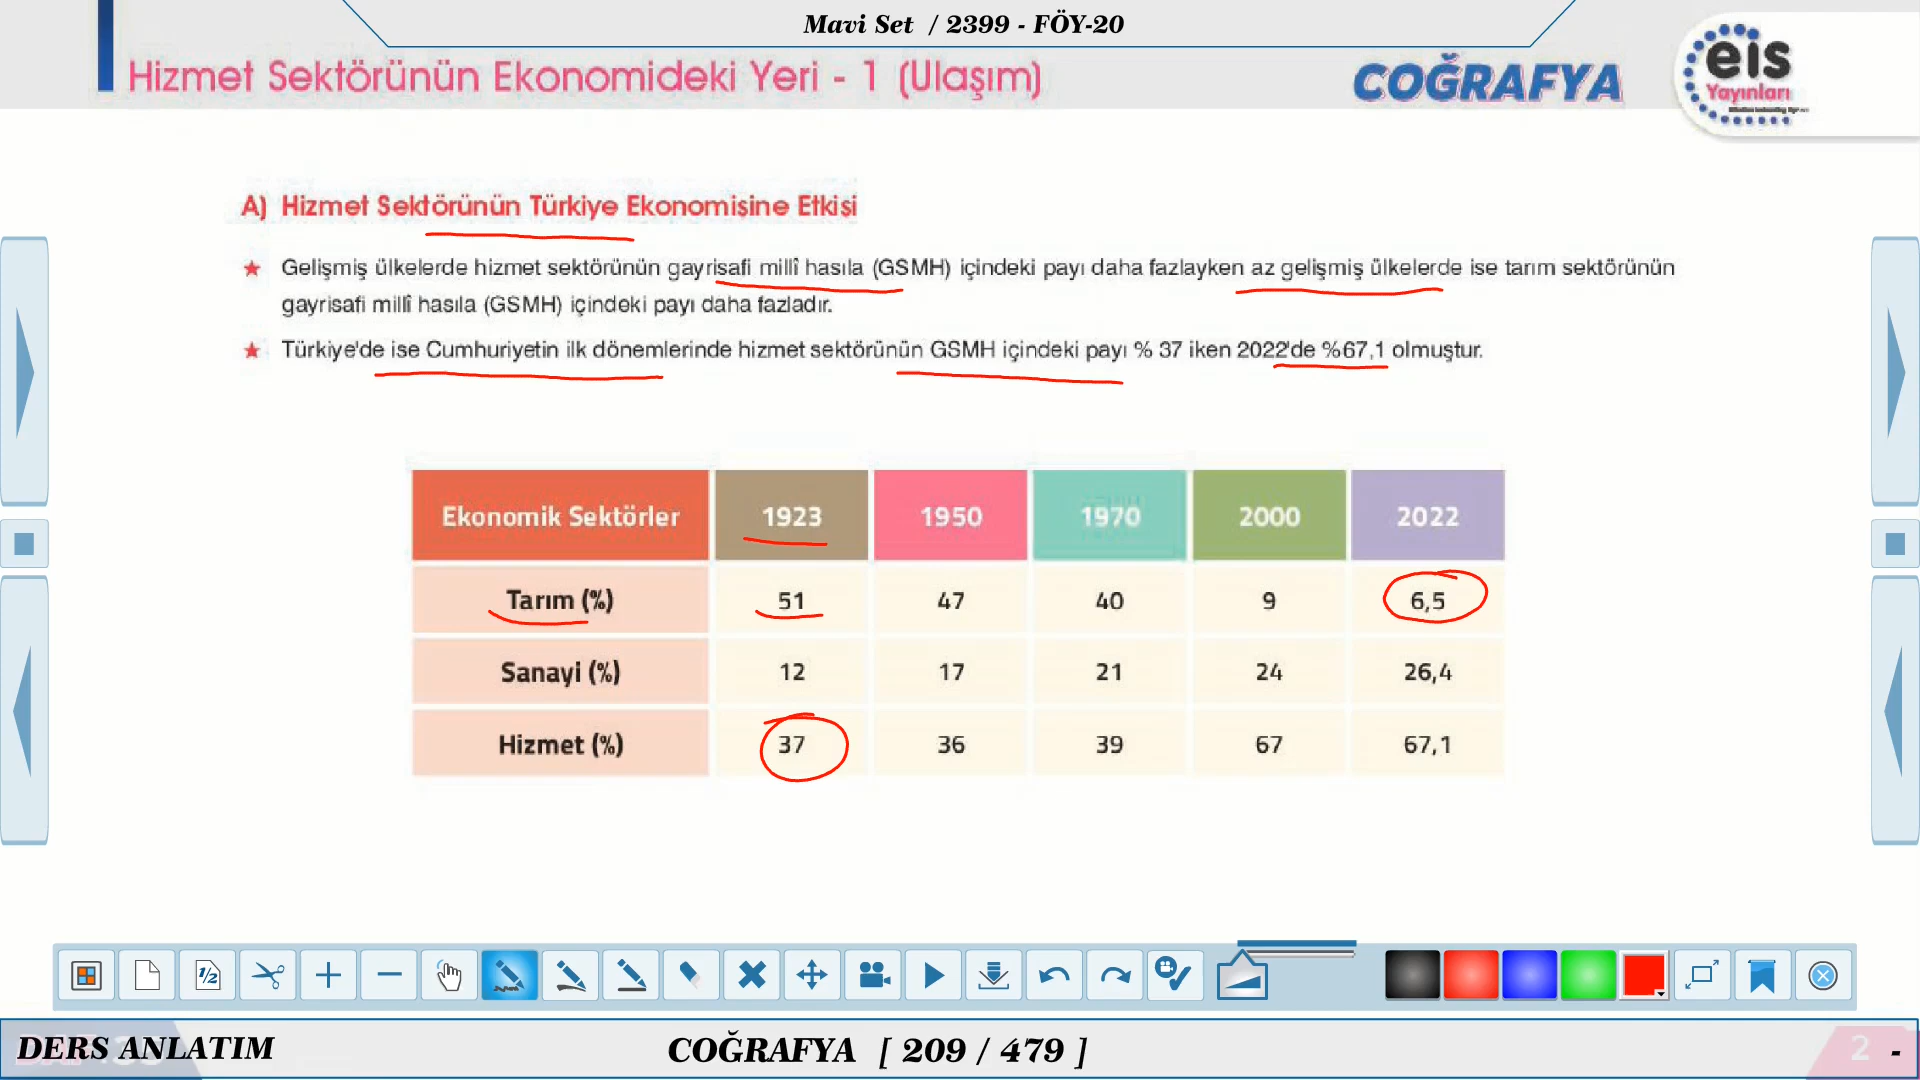 Mavi Set / 2399 - FÖY-20
Hizmet Sektörünün Ekonomideki Yeri - 1 (Ulaşım)
COĞRAFYA
eis
Yayınları
A) Hizmet Sektörünün Türkiye Ekonomisine Etkisi
★ Gelişmiş ülkelerde hizmet sektörünün gayrisafi millî hasıla (GSMH) içindeki payı daha fazlayken az gelişmiş ülkelerde ise tarım sektörünün
gayrisafi millî hasıla (GSMH) içindeki payı daha fazladır.
★ Türkiye'de ise Cumhuriyetin ilk dönemlerinde hizmet sektörünün GSMH içindeki payı % 37 iken 2022'de %67,1 olmuştur.
Ekonomik Sektörler 1923 1950 1970 2000 2022
Tarım (%) 51 47 40 9 6,5
Sanayi (%) 12 17 21 24 26,4
Hizmet (%) 37 36 39 67 67,1
1/2
DERS ANLATIM
COĞRAFYA [ 209 / 479 ]
2 -